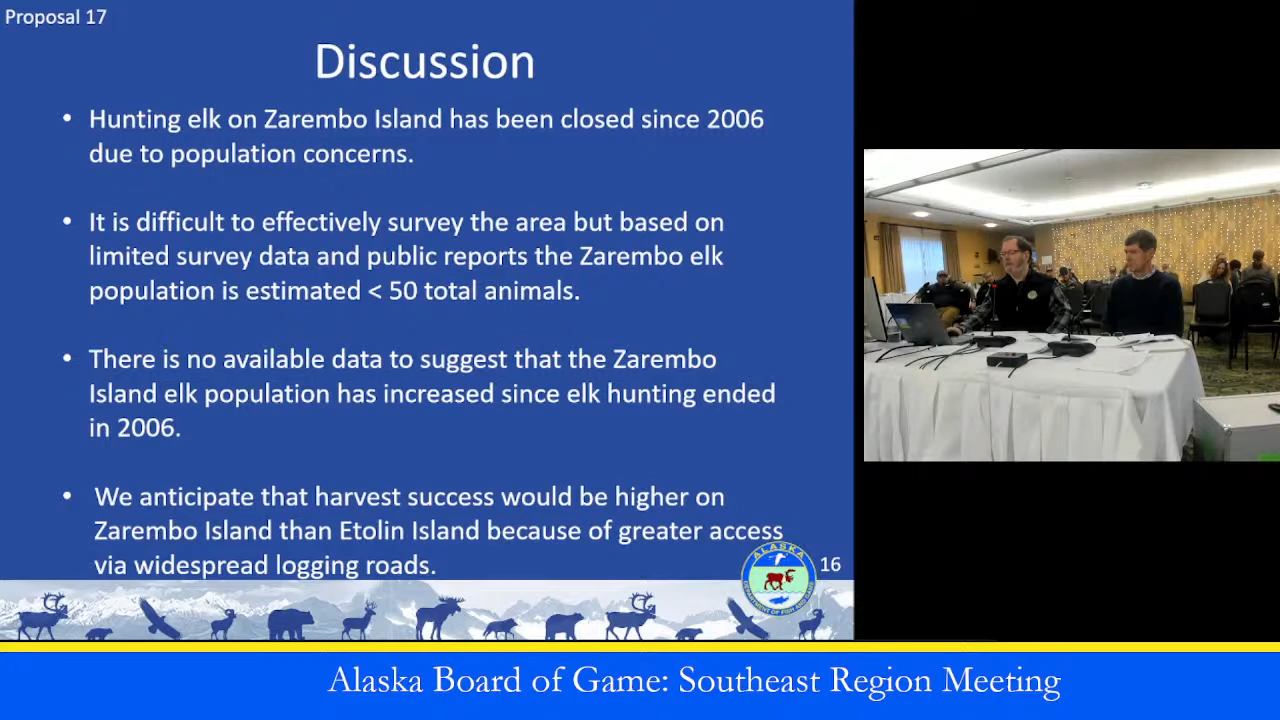 Proposal 17
Discussion
• Hunting elk on Zarembo Island has been closed since 2006
due to population concerns.
• It is difficult to effectively survey the area but based on
limited survey data and public reports the Zarembo elk
population is estimated < 50 total animals.
• There is no available data to suggest that the Zarembo
Island elk population has increased since elk hunting ended
in 2006.
• We anticipate that harvest success would be higher on
Zarembo Island than Etolin Island because of greater access
via widespread logging roads.
ALASKA
DEPARTMENT OF FISH AND GAME
16
Alaska Board of Game: Southeast Region Meeting